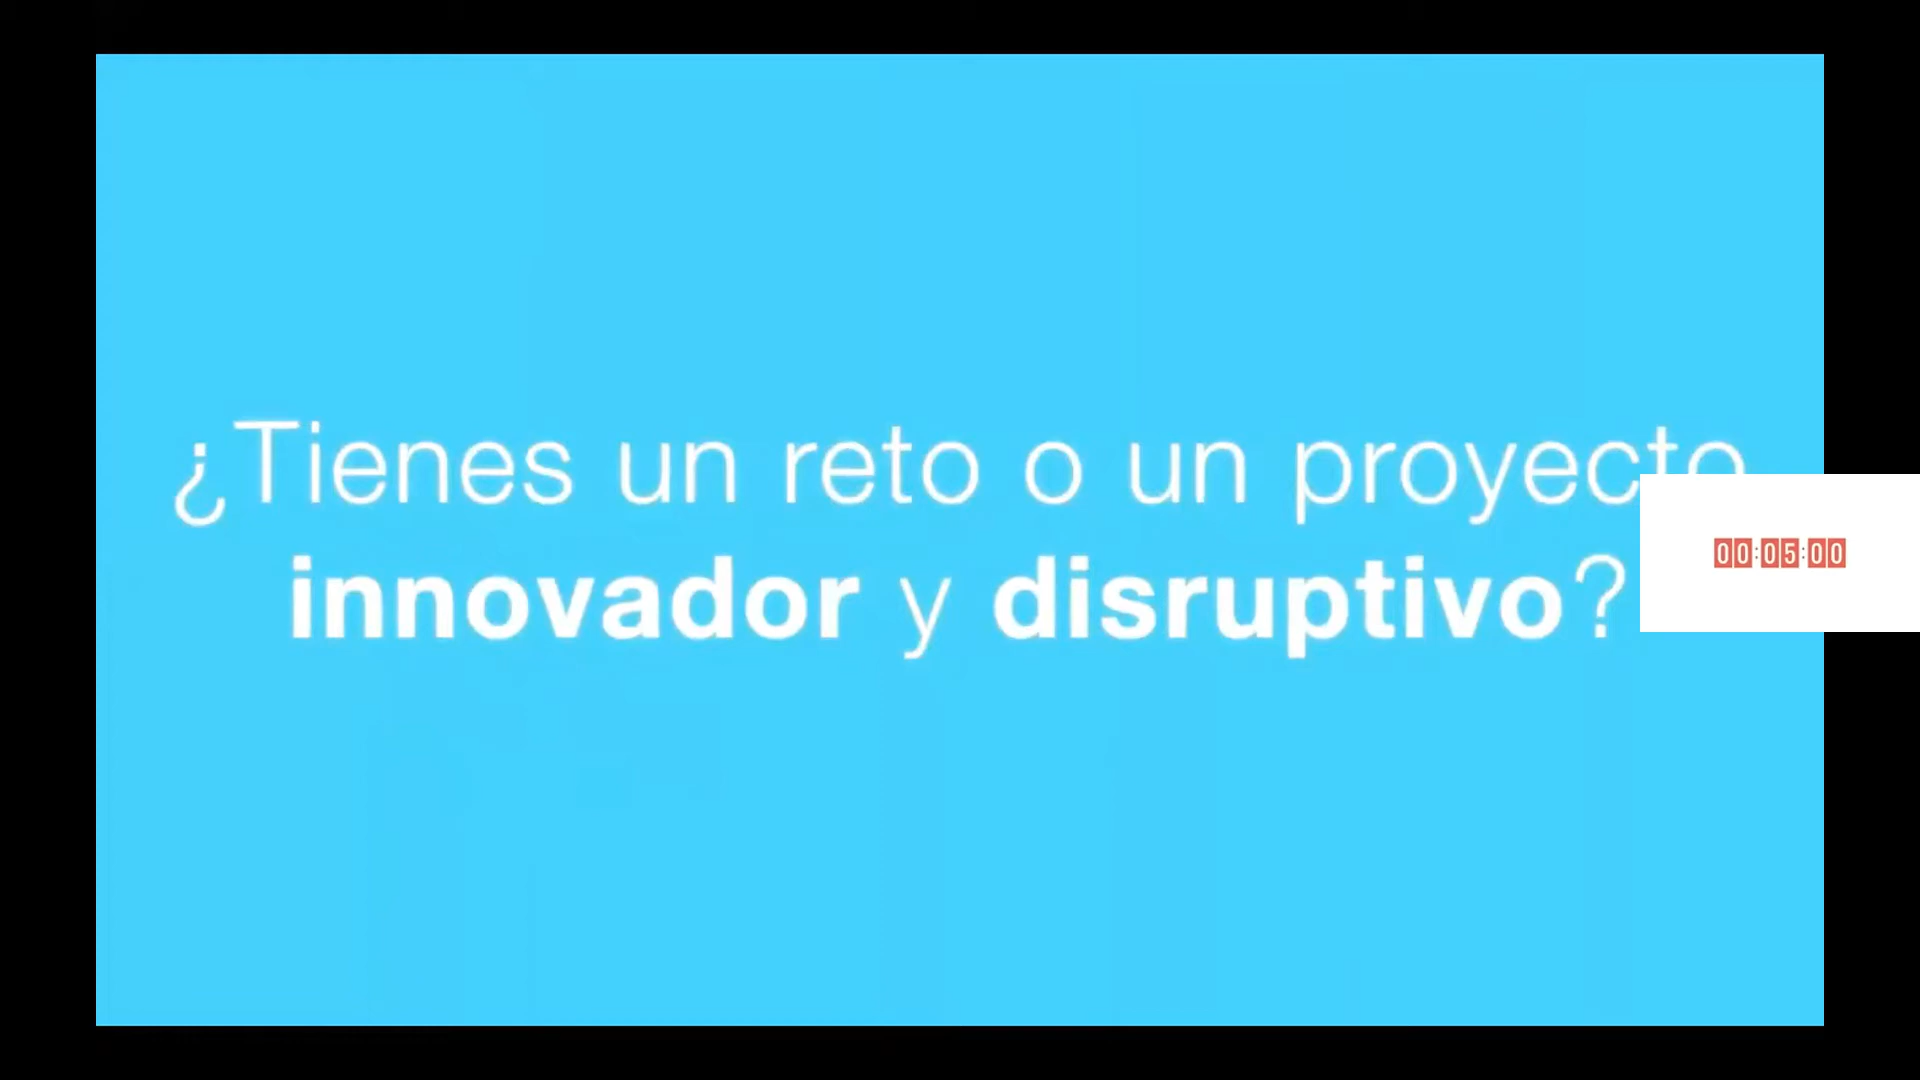 ¿Tienes un reto o un proyecto
innovador y disruptivo?
00:05:00